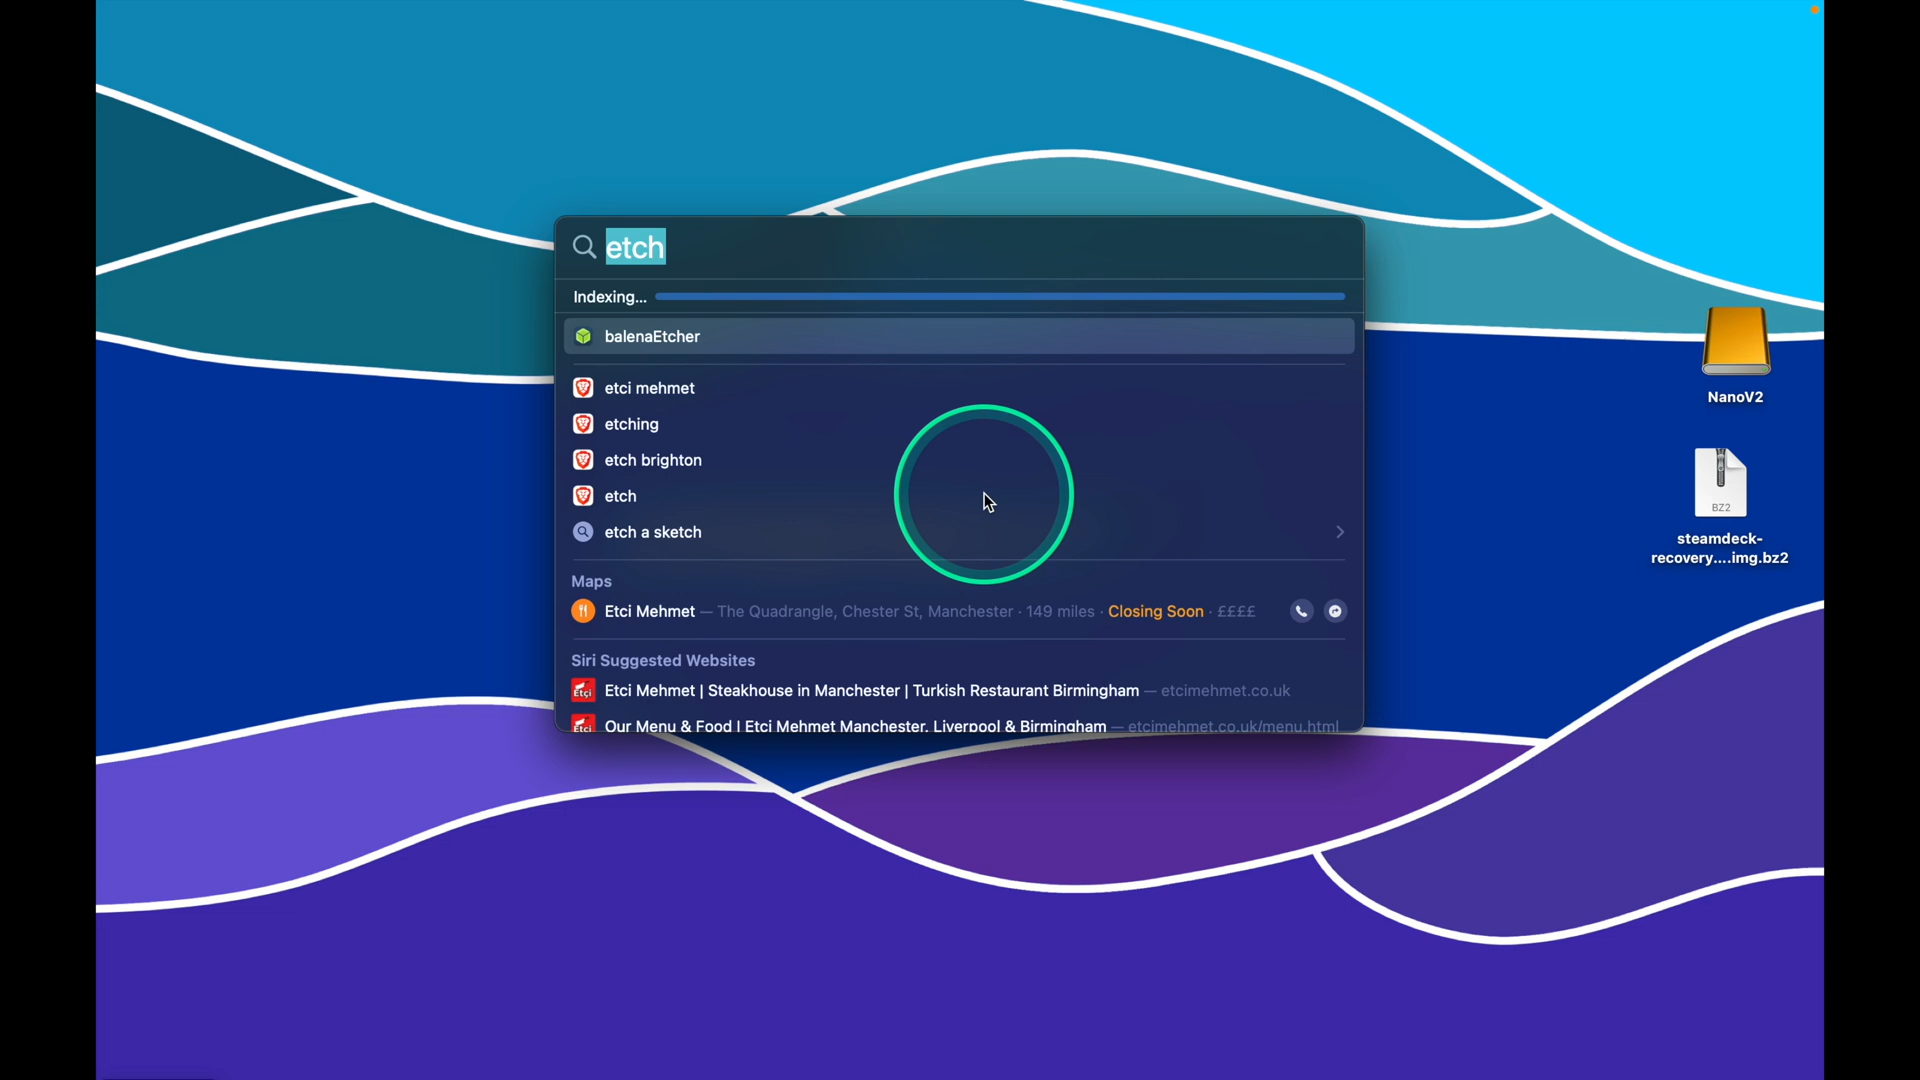 etch
Indexing...
balenaEtcher
etci mehmet
etching
etch brighton
etch
etch a sketch
Maps
Etci Mehmet — The Quadrangle, Chester St, Manchester · 149 miles · Closing Soon · ££££
Siri Suggested Websites
Etci Mehmet | Steakhouse in Manchester | Turkish Restaurant Birmingham — etcimehmet.co.uk
Our Menu & Food | Etci Mehmet Manchester, Liverpool & Birmingham — etcimehmet.co.uk/menu.html
NanoV2
BZ2
steamdeck-
recovery....img.bz2